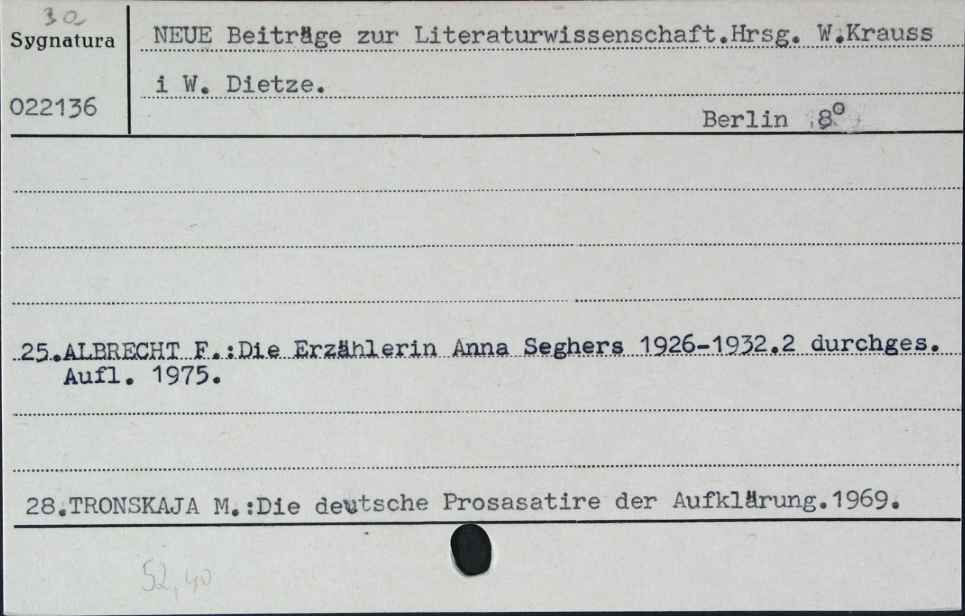 30
Sygnatura
NEUE Beiträge zur Literaturwissenschaft.Hrsg. W.Krauss
i W. Dietze.
022136
Berlin 8°
25.ALBRECHT F.:Die Erzählerin Anna Seghers 1926-1932.2 durchges.
Aufl. 1975.
28.TRONSKAJA M.:Die deutsche Prosasatire der Aufklärung.1969.
52,40